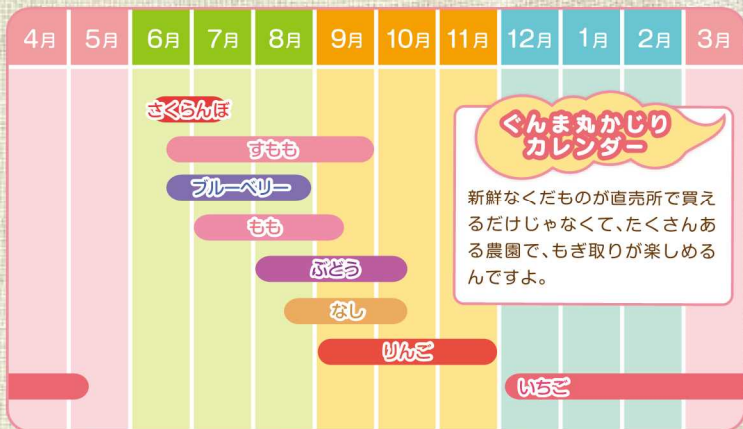 4月 5月 6月 7月 8月 9月 10月 11月 12月 1月 2月 3月
さくらんぼ
すもも
ブルーベリー
もも
ぶどう
なし
りんご
いちご
ぐんま丸かじり
カレンダー
新鮮なくだものが直売所で買え
るだけじゃなくて、たくさんあ
る農園で、もぎ取りが楽しめる
んですよ。